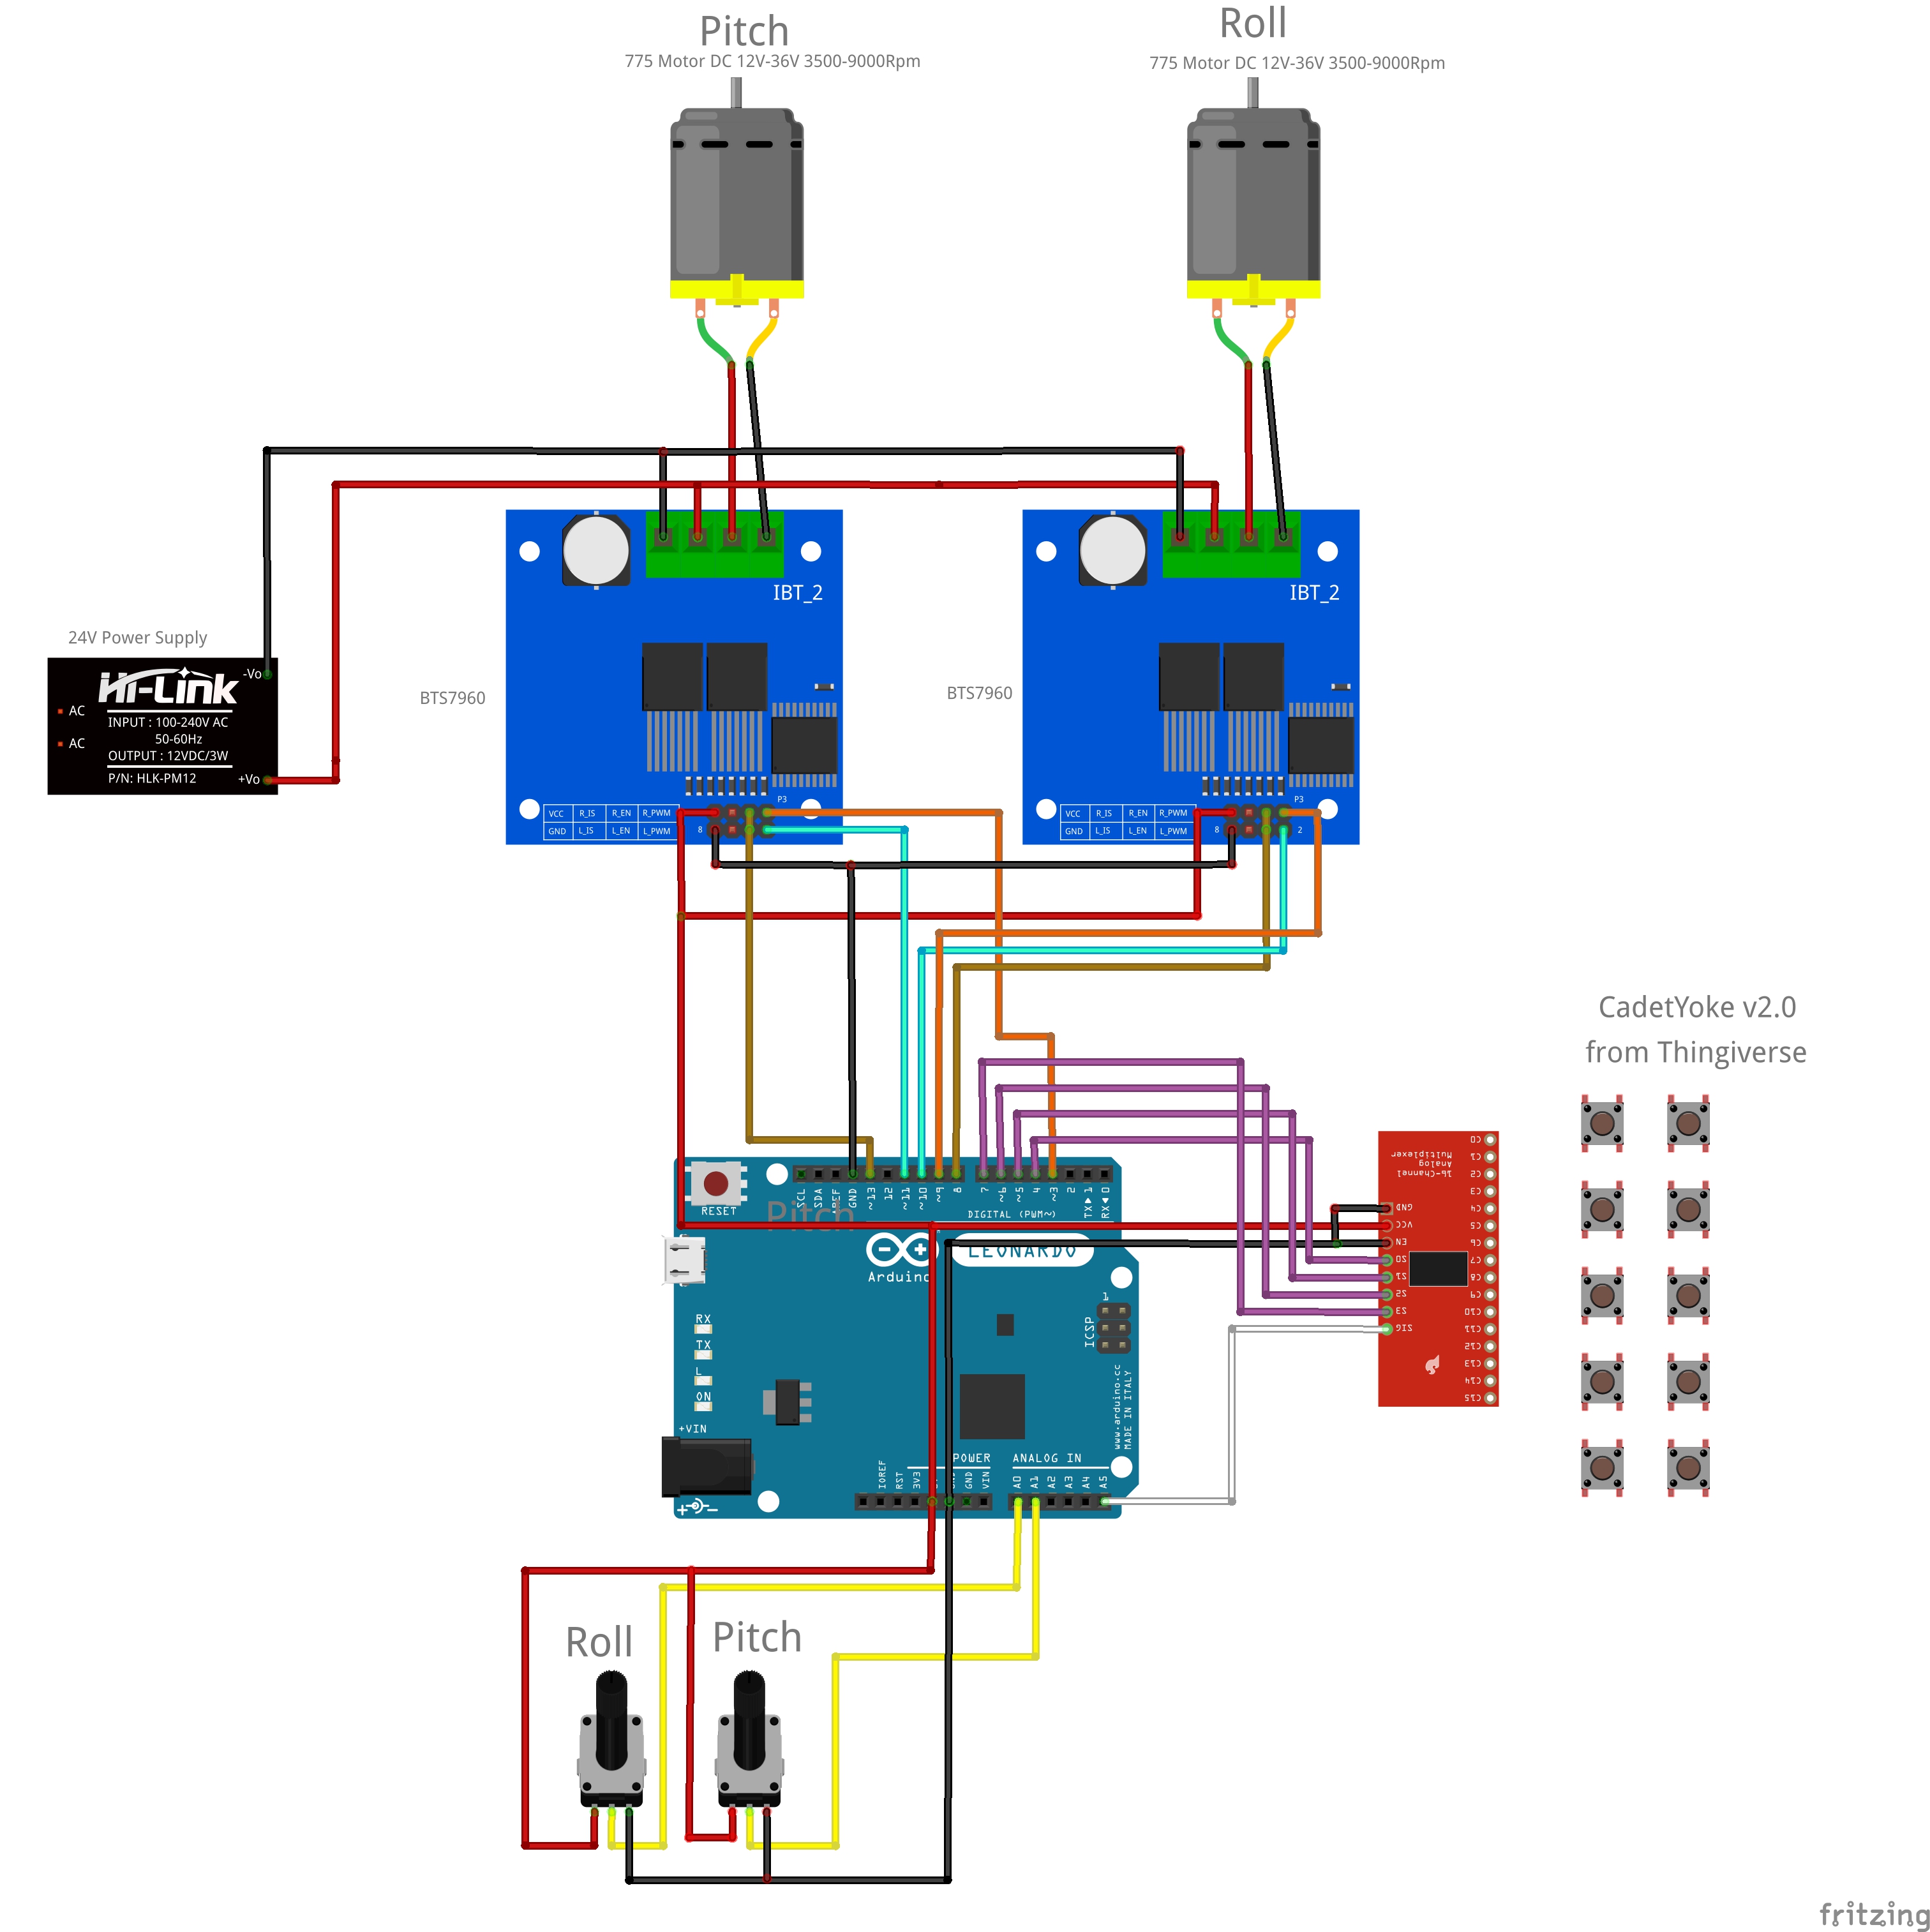 Pitch
775 Motor DC 12V-36V 3500-9000Rpm
Roll
775 Motor DC 12V-36V 3500-9000Rpm
24V Power Supply
Hi-Link
-Vo
AC
INPUT : 100-240V AC
50-60Hz
AC
OUTPUT : 12VDC/3W
P/N: HLK-PM12
+Vo
BTS7960
IBT_2
P3
VCC R_IS R_EN R_PWM
GND L_IS L_EN L_PWM
8
BTS7960
IBT_2
P3
VCC R_IS R_EN R_PWM
GND L_IS L_EN L_PWM
8
2
CadetYoke v2.0
from Thingiverse
RESET
Pitch
SCL
SDA
REF
GND
~13
12
~11
~10
~9
8
7
~6
~5
4
~3
2
TX▶1
RX◀0
DIGITAL (PWM~)
LEONARDO
Arduino
RX
TX
L
ON
+VIN
1
ICSP
www.arduino.cc
MADE IN ITALY
POWER
ANALOG IN
IOREF
RST
3V3
GND
VIN
A0
A1
A2
A3
A4
A5
16-Channel
Analog
Multiplexer
GND
VCC
EN
S0
S1
S2
S3
SIG
C0
C1
C2
C3
C4
C5
C6
C7
C8
C9
C10
C11
C12
C13
C14
C15
Roll
Pitch
fritzing